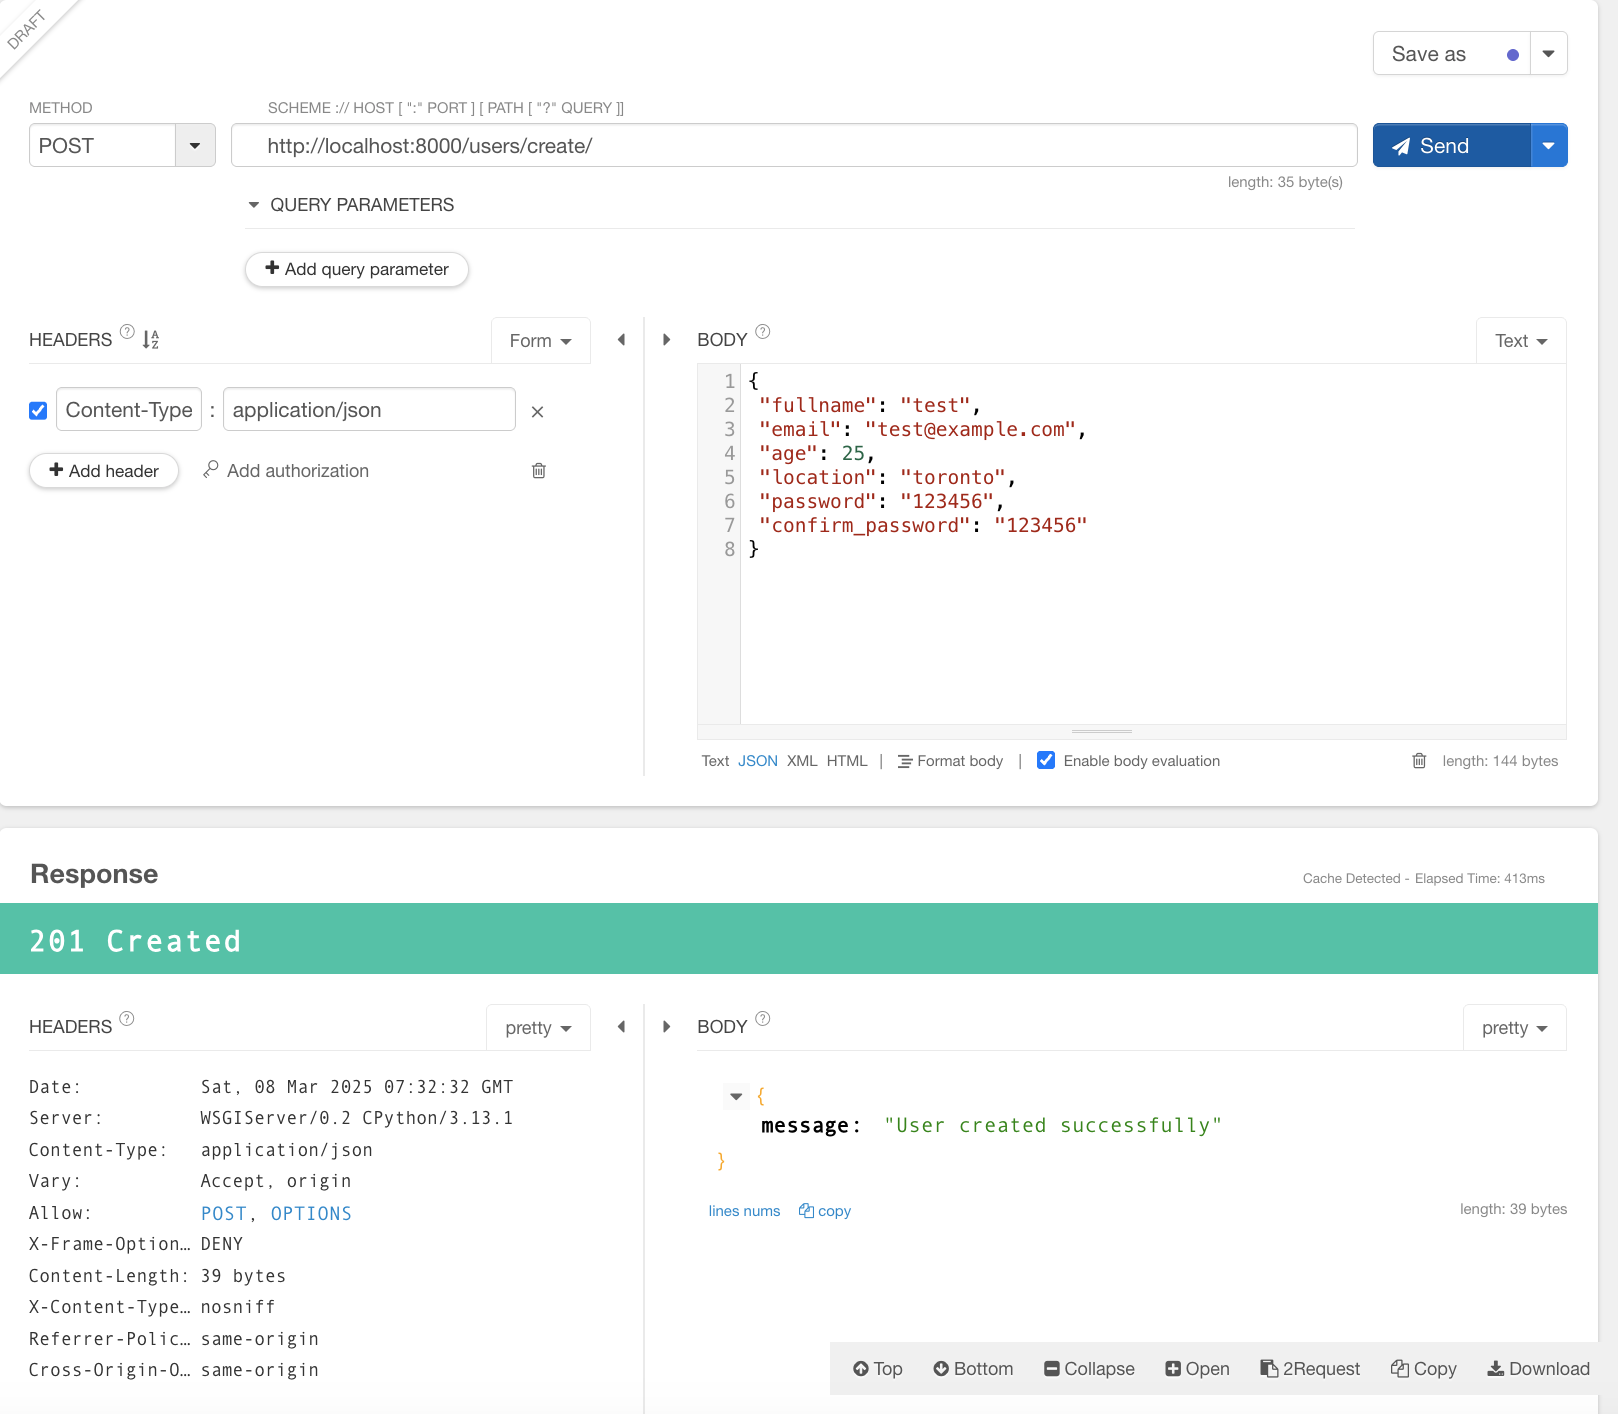 DRAFT
Save as
METHOD
SCHEME :// HOST [ ":" PORT ] [ PATH [ "?" QUERY ]]
POST
http://localhost:8000/users/create/
Send
length: 35 byte(s)
QUERY PARAMETERS
Add query parameter
HEADERS ?
Form
BODY ?
Text
Content-Type : application/json
Add header
Add authorization
1 {
2 "fullname": "test",
3 "email": "test@example.com",
4 "age": 25,
5 "location": "toronto",
6 "password": "123456",
7 "confirm_password": "123456"
8 }
Text JSON XML HTML | Format body | Enable body evaluation
length: 144 bytes
Response
Cache Detected - Elapsed Time: 413ms
201 Created
HEADERS ?
pretty
BODY ?
pretty
Date: Sat, 08 Mar 2025 07:32:32 GMT
Server: WSGIServer/0.2 CPython/3.13.1
Content-Type: application/json
Vary: Accept, origin
Allow: POST, OPTIONS
X-Frame-Option… DENY
Content-Length: 39 bytes
X-Content-Type… nosniff
Referrer-Polic… same-origin
Cross-Origin-O… same-origin
{
message: "User created successfully"
}
lines nums copy
length: 39 bytes
Top Bottom Collapse Open 2Request Copy Download